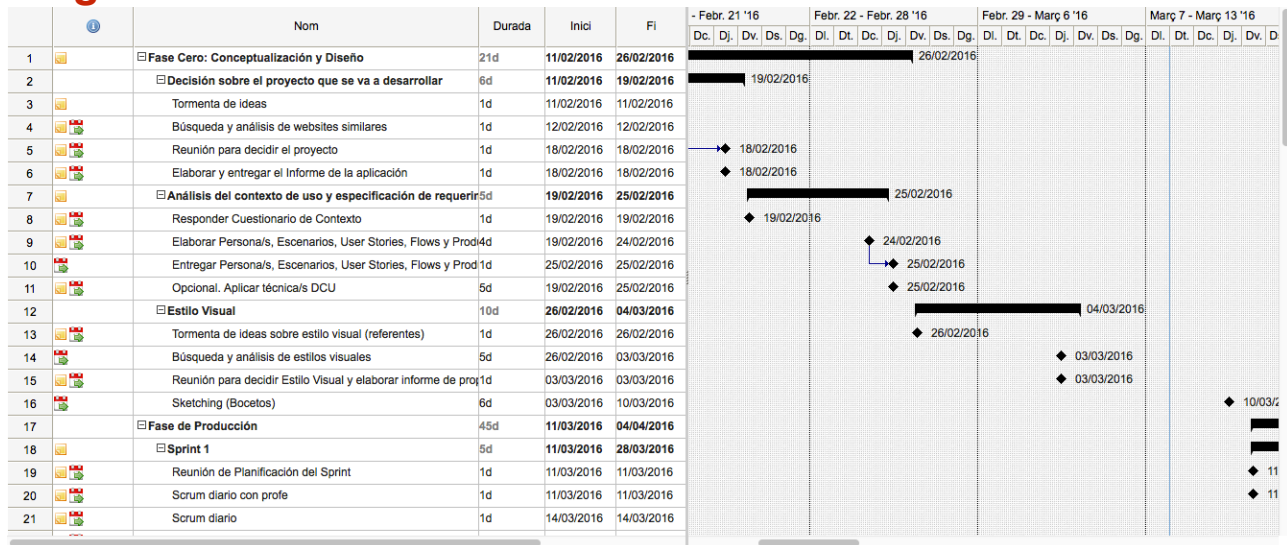 Nom Durada Inici Fi
- Febr. 21 '16 Febr. 22 - Febr. 28 '16 Febr. 29 - Març 6 '16 Març 7 - Març 13 '16
Dc. Dj. Dv. Ds. Dg. Dl. Dt. Dc. Dj. Dv. Ds. Dg. Dl. Dt. Dc. Dj. Dv. Ds. Dg. Dl. Dt. Dc. Dj. Dv.
1 Fase Cero: Conceptualización y Diseño 21d 11/02/2016 26/02/2016 26/02/2016
2 Decisión sobre el proyecto que se va a desarrollar 6d 11/02/2016 19/02/2016 19/02/2016
3 Tormenta de ideas 1d 11/02/2016 11/02/2016
4 Búsqueda y análisis de websites similares 1d 12/02/2016 12/02/2016
5 Reunión para decidir el proyecto 1d 18/02/2016 18/02/2016 18/02/2016
6 Elaborar y entregar el Informe de la aplicación 1d 18/02/2016 18/02/2016 18/02/2016
7 Análisis del contexto de uso y especificación de requerir 5d 19/02/2016 25/02/2016 25/02/2016
8 Responder Cuestionario de Contexto 1d 19/02/2016 19/02/2016 19/02/2016
9 Elaborar Persona/s, Escenarios, User Stories, Flows y Prod 4d 19/02/2016 24/02/2016 24/02/2016
10 Entregar Persona/s, Escenarios, User Stories, Flows y Prod 1d 25/02/2016 25/02/2016 25/02/2016
11 Opcional. Aplicar técnica/s DCU 5d 19/02/2016 25/02/2016 25/02/2016
12 Estilo Visual 10d 26/02/2016 04/03/2016 04/03/2016
13 Tormenta de ideas sobre estilo visual (referentes) 1d 26/02/2016 26/02/2016 26/02/2016
14 Búsqueda y análisis de estilos visuales 5d 26/02/2016 03/03/2016 03/03/2016
15 Reunión para decidir Estilo Visual y elaborar informe de prop 1d 03/03/2016 03/03/2016 03/03/2016
16 Sketching (Bocetos) 6d 03/03/2016 10/03/2016 10/03/2
17 Fase de Producción 45d 11/03/2016 04/04/2016
18 Sprint 1 5d 11/03/2016 28/03/2016
19 Reunión de Planificación del Sprint 1d 11/03/2016 11/03/2016 11
20 Scrum diario con profe 1d 11/03/2016 11/03/2016 11
21 Scrum diario 1d 14/03/2016 14/03/2016